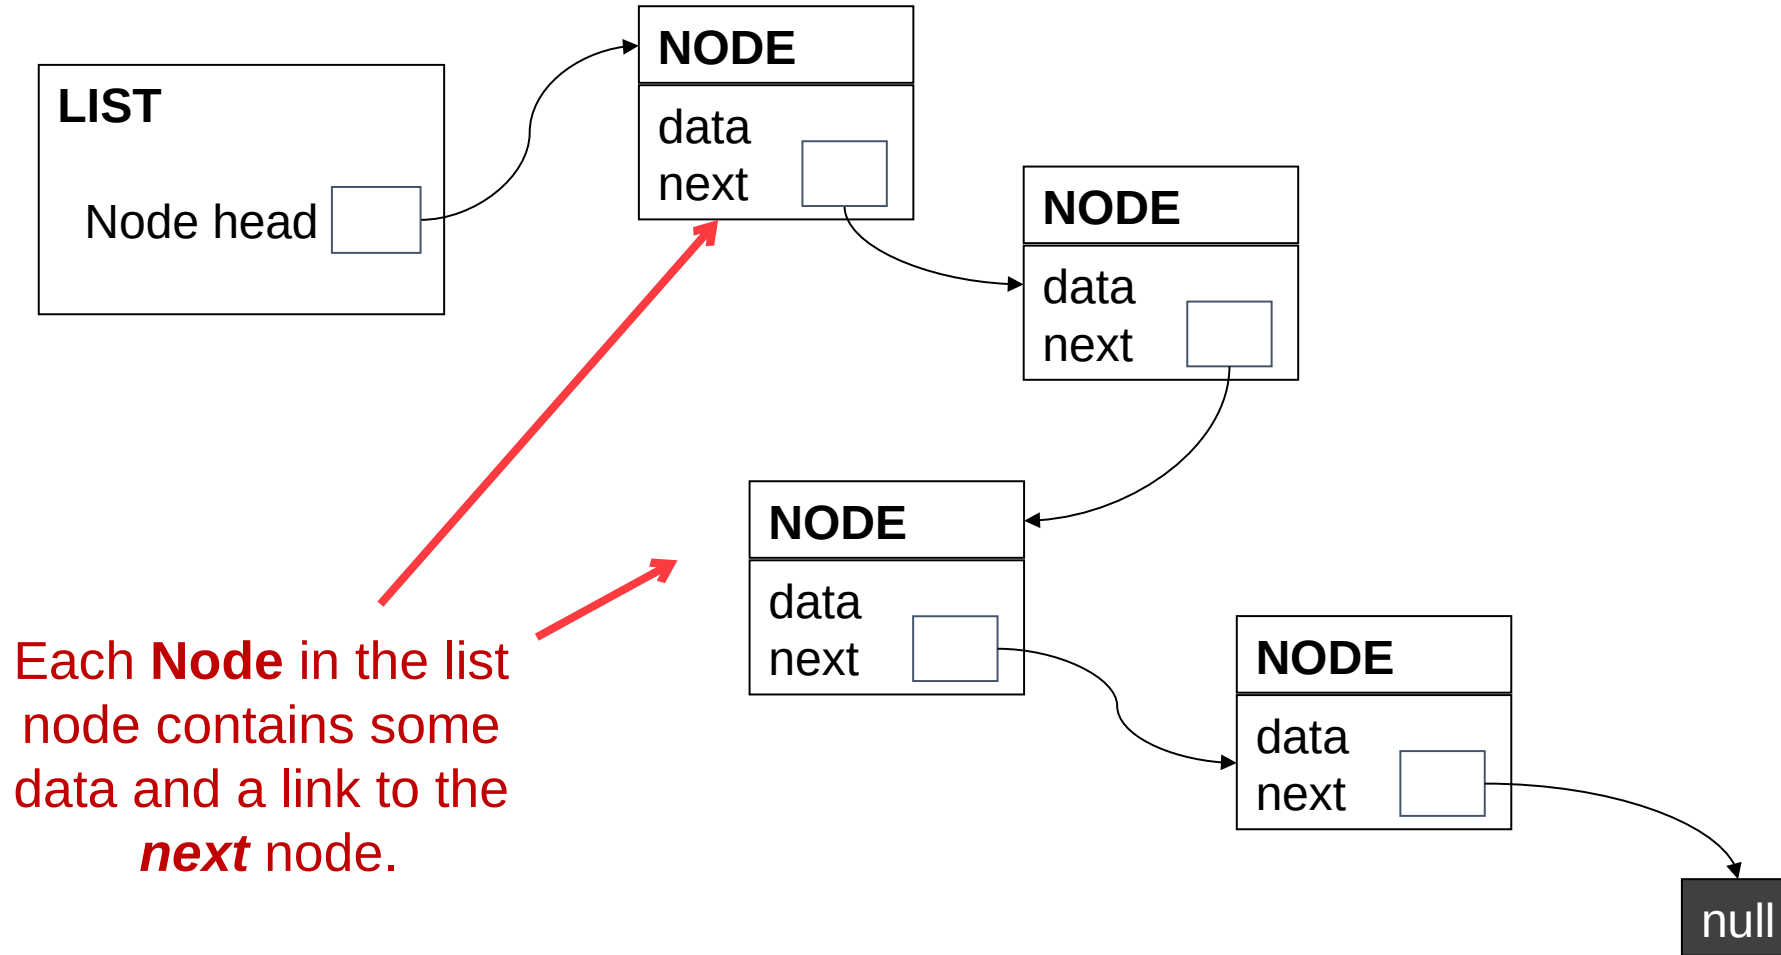 LIST
Node head
NODE
data
next
NODE
data
next
NODE
data
next
NODE
data
next
null
Each Node in the list
node contains some
data and a link to the
next node.